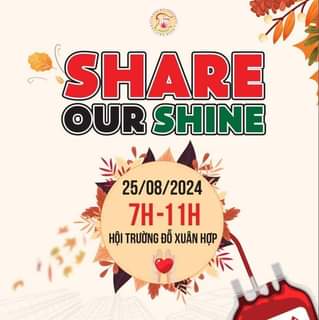 SHARE
OUR SHINE
25/08/2024
7H-11H
HỘI TRƯỜNG ĐỖ XUÂN HỢP